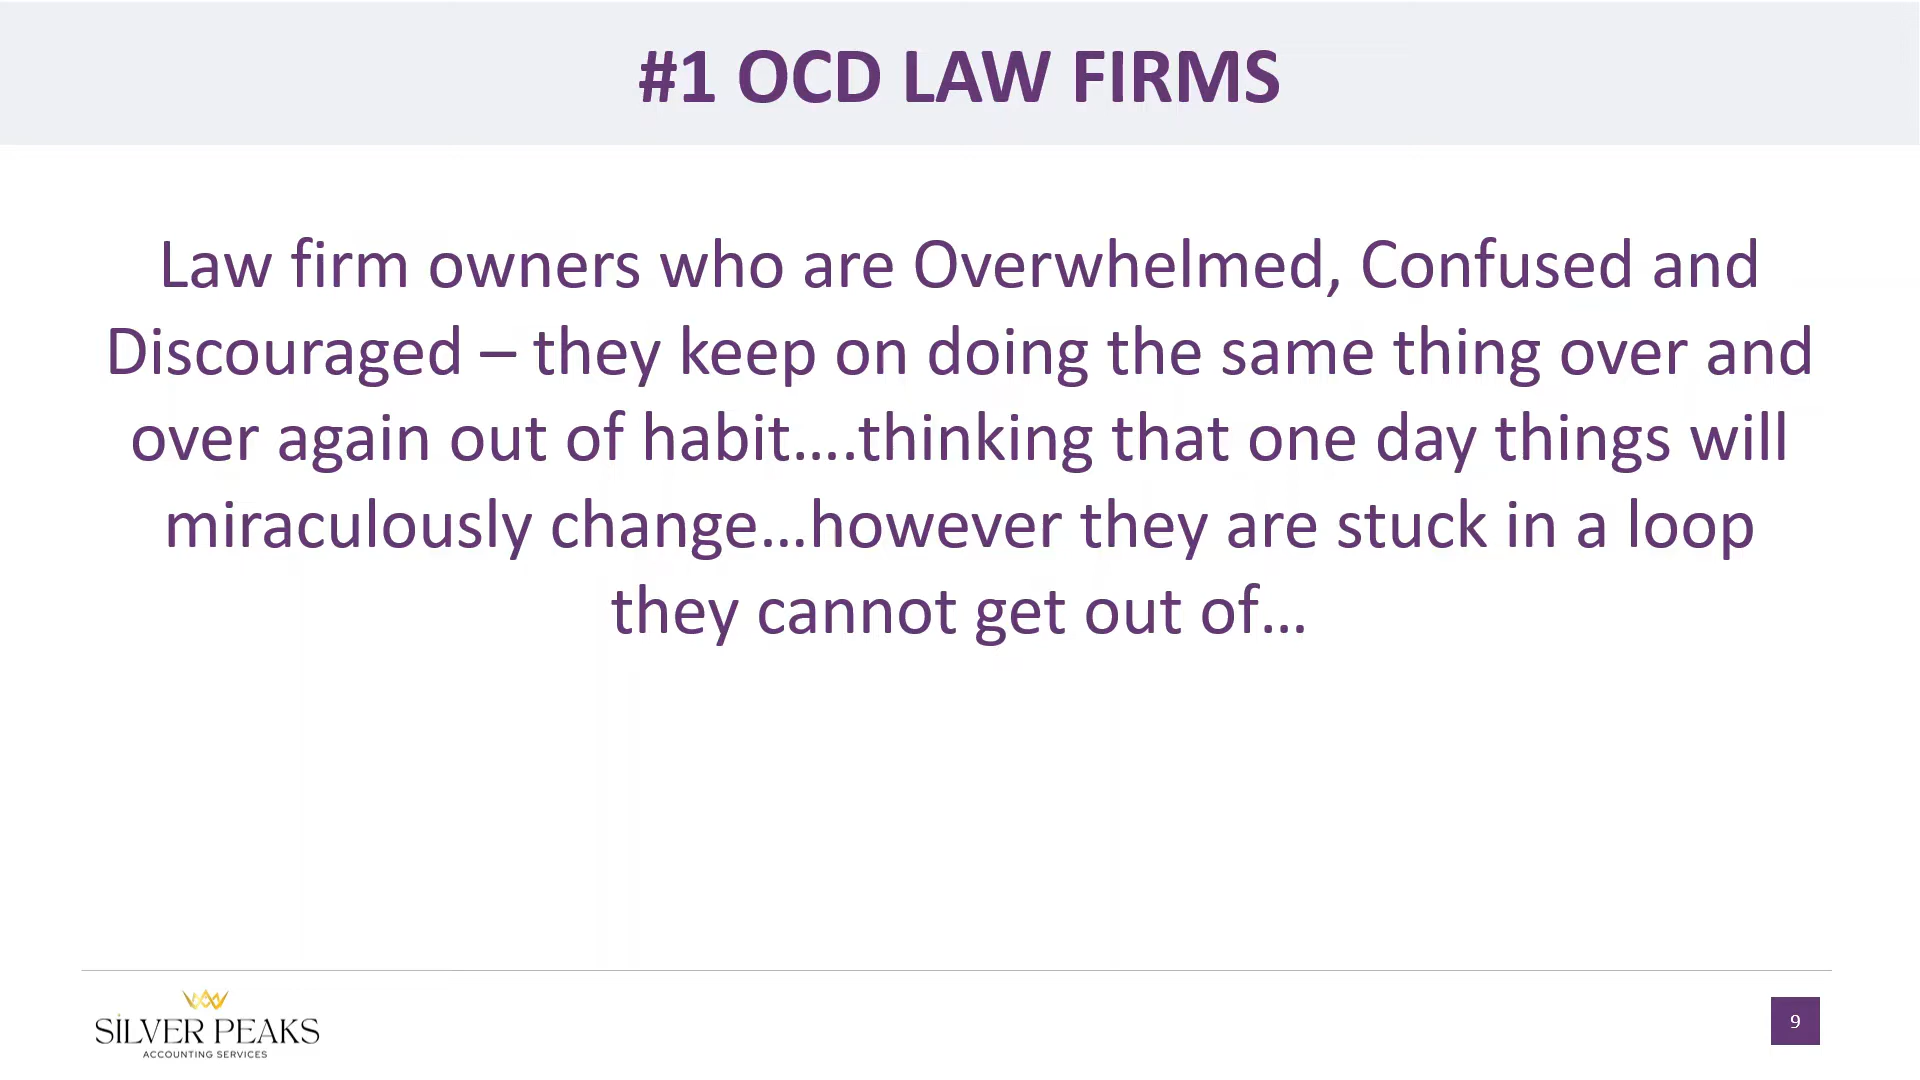 #1 OCD LAW FIRMS
Law firm owners who are Overwhelmed, Confused and
Discouraged – they keep on doing the same thing over and
over again out of habit....thinking that one day things will
miraculously change...however they are stuck in a loop
they cannot get out of...
SILVER PEAKS
ACCOUNTING SERVICES
9